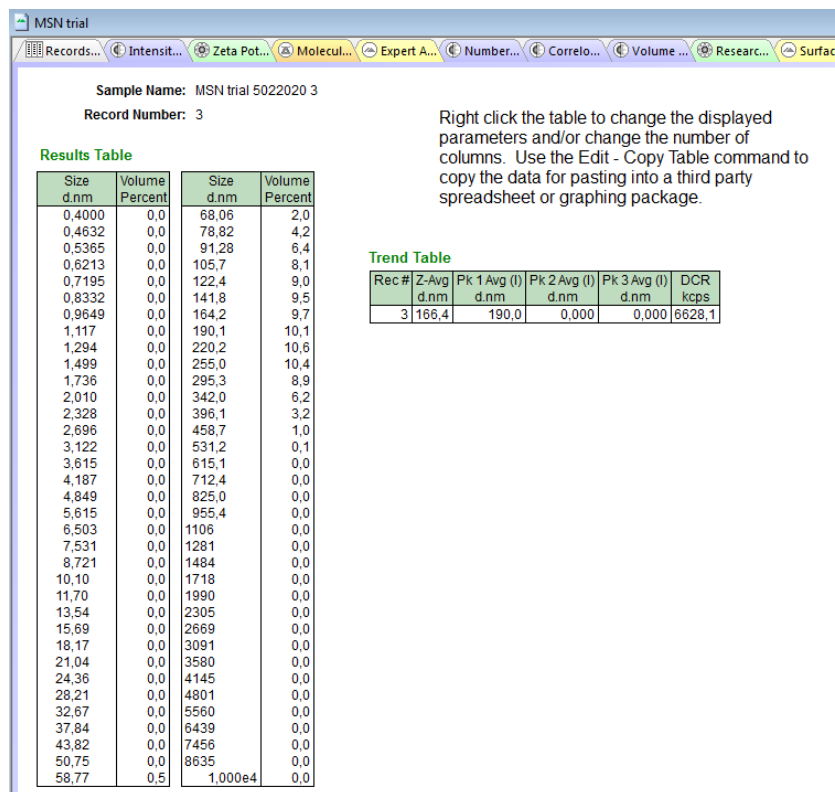 MSN trial
Records... Intensit... Zeta Pot... Molecul... Expert A... Number... Correlo... Volume ... Researc... Surfac
Sample Name: MSN trial 5022020 3
Record Number: 3
Right click the table to change the displayed
parameters and/or change the number of
columns. Use the Edit - Copy Table command to
copy the data for pasting into a third party
spreadsheet or graphing package.
Results Table
Size Volume Size Volume
d.nm Percent d.nm Percent
0,4000 0,0 68,06 2,0
0,4632 0,0 78,82 4,2
0,5365 0,0 91,28 6,4
0,6213 0,0 105,7 8,1
0,7195 0,0 122,4 9,0
0,8332 0,0 141,8 9,5
0,9649 0,0 164,2 9,7
1,117 0,0 190,1 10,1
1,294 0,0 220,2 10,6
1,499 0,0 255,0 10,4
1,736 0,0 295,3 8,9
2,010 0,0 342,0 6,2
2,328 0,0 396,1 3,2
2,696 0,0 458,7 1,0
3,122 0,0 531,2 0,1
3,615 0,0 615,1 0,0
4,187 0,0 712,4 0,0
4,849 0,0 825,0 0,0
5,615 0,0 955,4 0,0
6,503 0,0 1106 0,0
7,531 0,0 1281 0,0
8,721 0,0 1484 0,0
10,10 0,0 1718 0,0
11,70 0,0 1990 0,0
13,54 0,0 2305 0,0
15,69 0,0 2669 0,0
18,17 0,0 3091 0,0
21,04 0,0 3580 0,0
24,36 0,0 4145 0,0
28,21 0,0 4801 0,0
32,67 0,0 5560 0,0
37,84 0,0 6439 0,0
43,82 0,0 7456 0,0
50,75 0,0 8635 0,0
58,77 0,5 1,000e4 0,0
Trend Table
Rec # Z-Avg Pk 1 Avg (I) Pk 2 Avg (I) Pk 3 Avg (I) DCR
d.nm d.nm d.nm d.nm kcps
3 166,4 190,0 0,000 0,000 6628,1